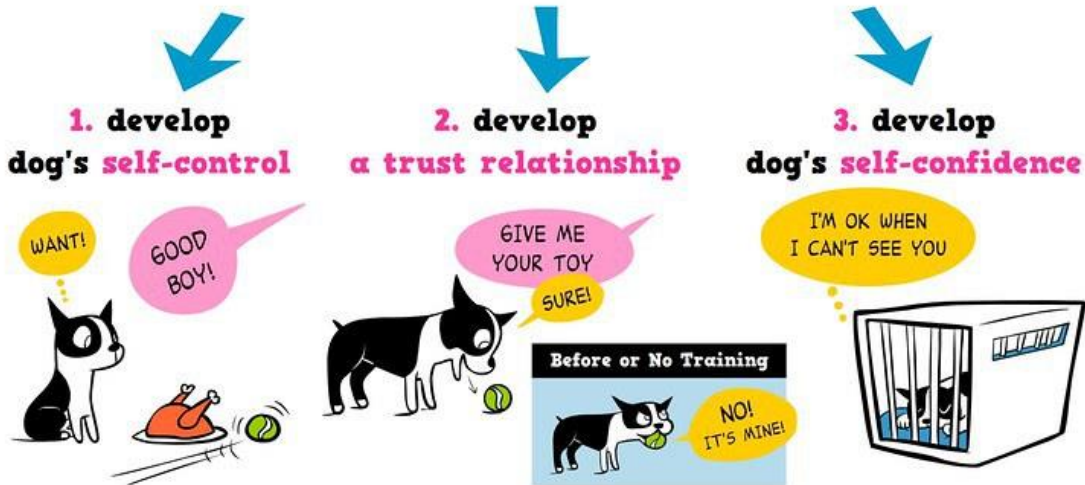 1. develop
dog's self-control
WANT!
GOOD
BOY!
2. develop
a trust relationship
GIVE ME
YOUR TOY
SURE!
Before or No Training
NO!
IT'S MINE!
3. develop
dog's self-confidence
I'M OK WHEN
I CAN'T SEE YOU